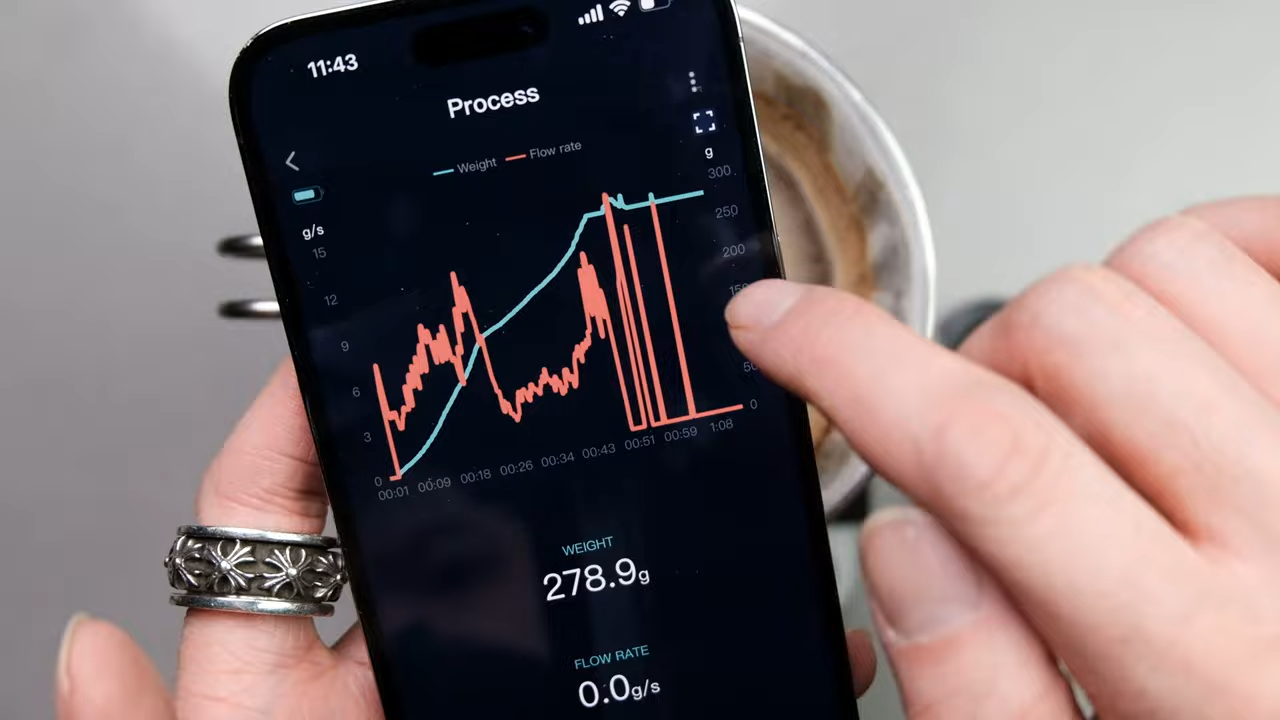 11:43
Process
Weight
Flow rate
g/s
15
12
9
6
3
0
g
300
250
200
0
00:01
00:09
00:18
00:26
00:34
00:43
00:51
00:59
1:08
WEIGHT
278.9g
FLOW RATE
0.0g/s